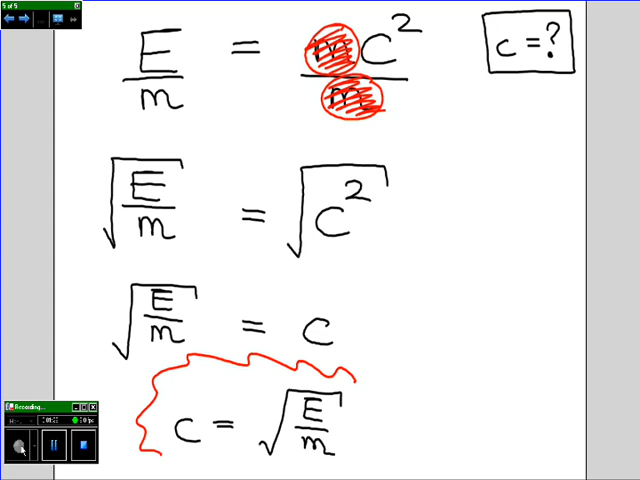 5 of 5
E/m = mc²/m
c = ?
√(E/m) = √(c²)
√(E/m) = c
c = √(E/m)
Recording...